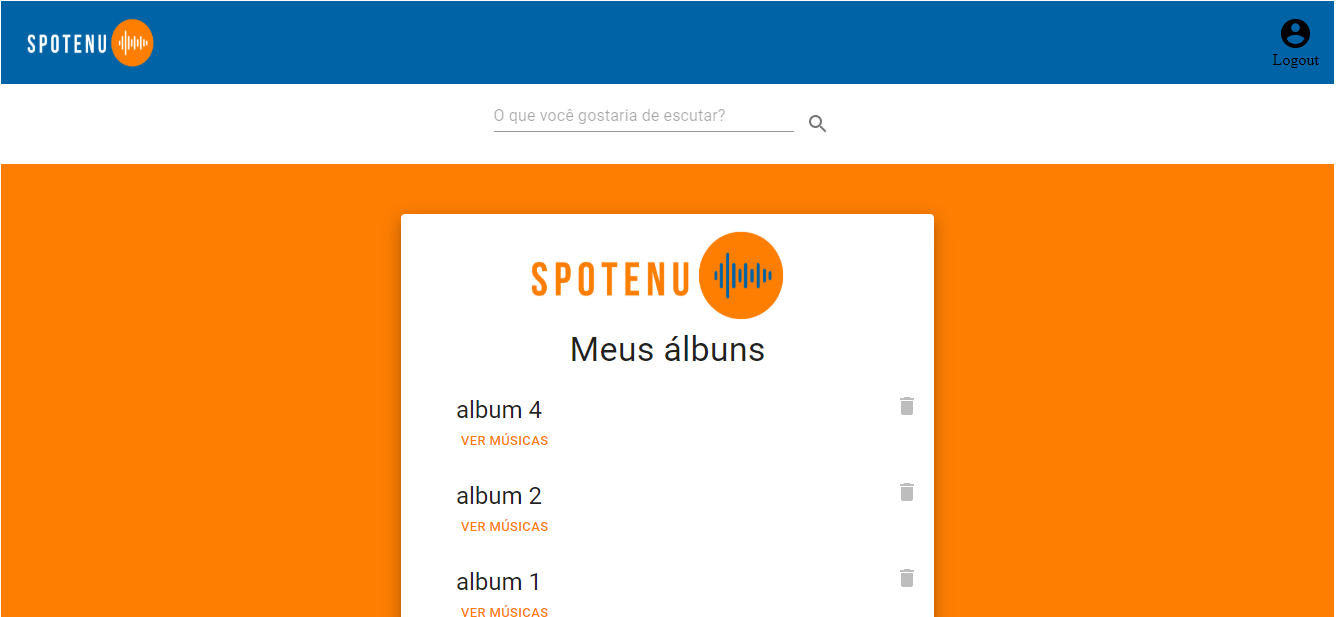 SPOTENU
Logout
O que você gostaria de escutar?
SPOTENU
Meus álbuns
album 4
VER MÚSICAS
album 2
VER MÚSICAS
album 1
VER MÚSICAS